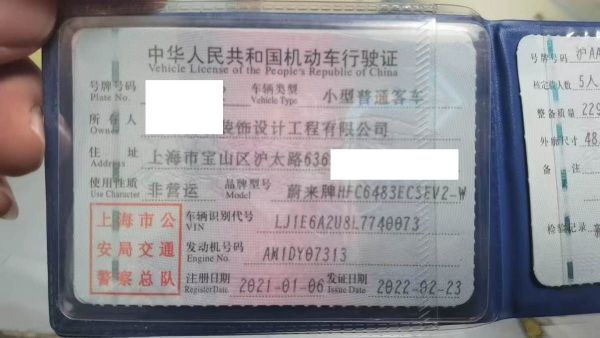 中华人民共和国机动车行驶证
Vehicle License of the People's Republic of China
号牌号码 车辆类型 小型普通客车
Plate No. Vehicle Type
所有人 装饰设计工程有限公司
Owner
住址 上海市宝山区沪太路636
Address
使用性质 非营运 品牌型号 蔚来牌HFC6483ECSEV2-W
Use Character Model
上海市公
安局交通
警察总队
车辆识别代号 LJ1E6A2U8L7740073
VIN
发动机号码 AM1DY07313
Engine No.
注册日期 2021-01-06 发证日期 2022-02-23
Register Date Issue Date
号牌号码 沪AA
核定载人数 5人
整备质量 229
外廓尺寸 48
备注
检验记录